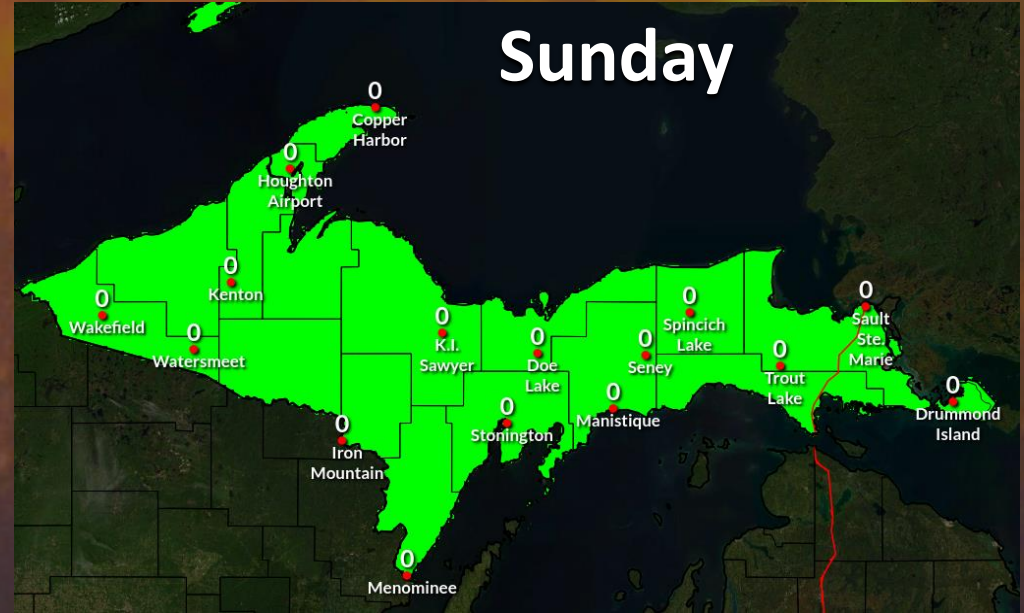 Sunday
0
Copper
Harbor
0
Houghton
Airport
0
Kenton
0
Wakefield
0
Watersmeet
0
K.I.
Sawyer
0
Doe
Lake
0
Seney
0
Spincich
Lake
0
Trout
Lake
0
Sault
Ste.
Marie
0
Drummond
Island
0
Manistique
0
Stonington
0
Iron
Mountain
0
Menominee